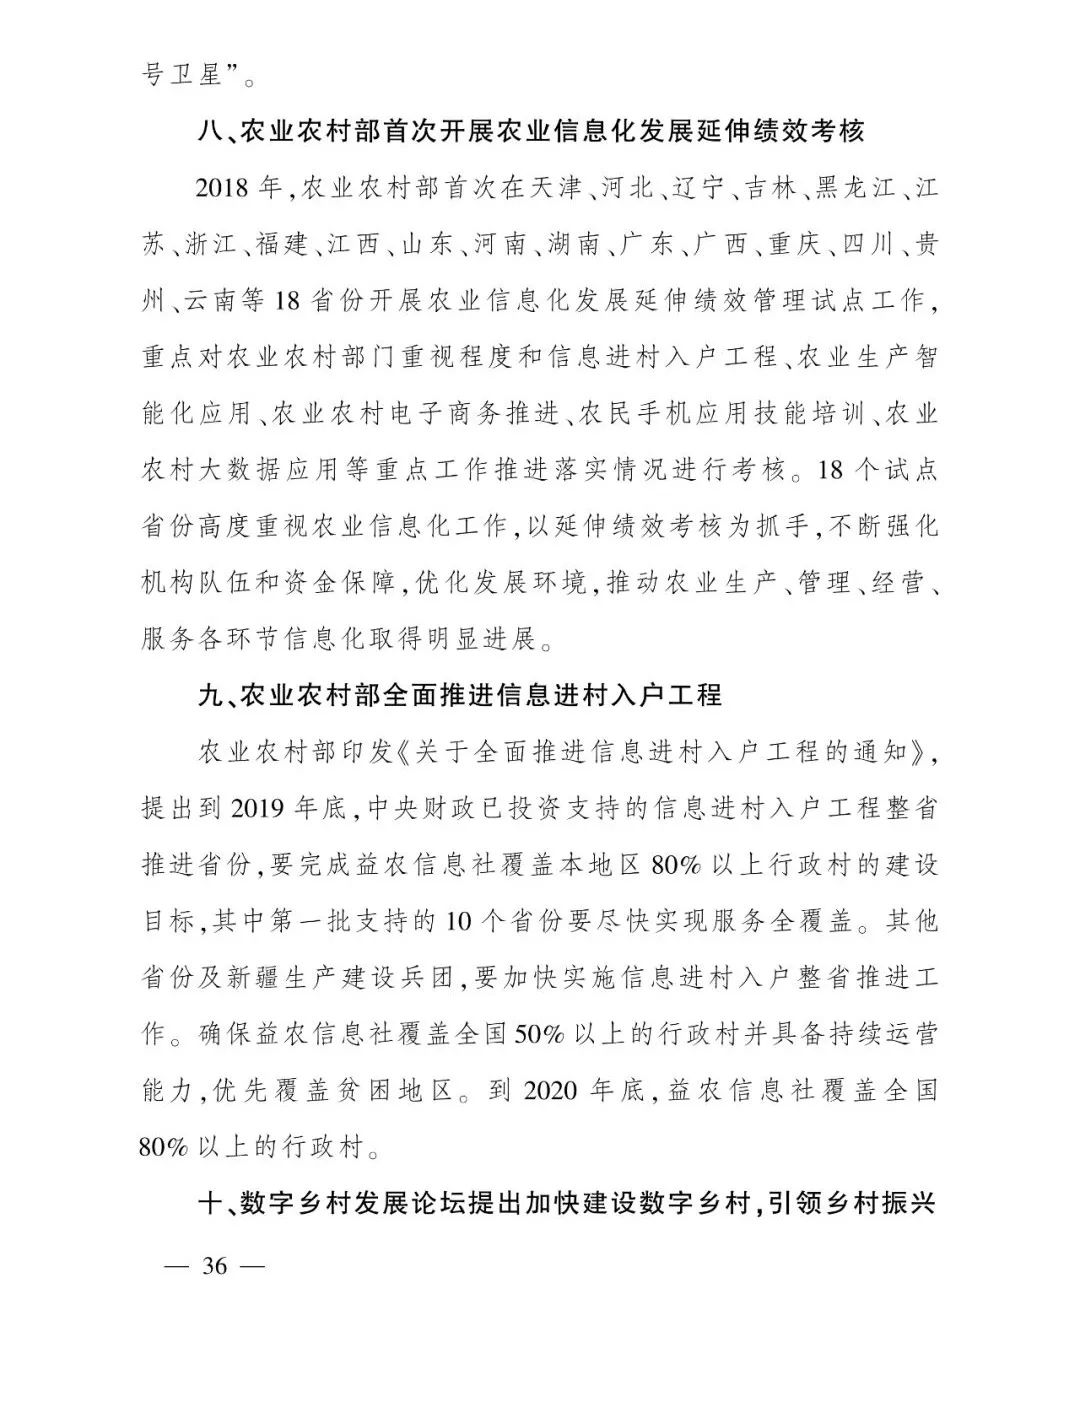 号卫星”。
八、农业农村部首次开展农业信息化发展延伸绩效考核
2018 年,农业农村部首次在天津、河北、辽宁、吉林、黑龙江、江
苏、浙江、福建、江西、山东、河南、湖南、广东、广西、重庆、四川、贵
州、云南等 18 省份开展农业信息化发展延伸绩效管理试点工作,
重点对农业农村部门重视程度和信息进村入户工程、农业生产智
能化应用、农业农村电子商务推进、农民手机应用技能培训、农业
农村大数据应用等重点工作推进落实情况进行考核。18 个试点
省份高度重视农业信息化工作,以延伸绩效考核为抓手,不断强化
机构队伍和资金保障,优化发展环境,推动农业生产、管理、经营、
服务各环节信息化取得明显进展。
九、农业农村部全面推进信息进村入户工程
农业农村部印发《关于全面推进信息进村入户工程的通知》,
提出到 2019 年底,中央财政已投资支持的信息进村入户工程整省
推进省份,要完成益农信息社覆盖本地区 80% 以上行政村的建设
目标,其中第一批支持的 10 个省份要尽快实现服务全覆盖。其他
省份及新疆生产建设兵团,要加快实施信息进村入户整省推进工
作。确保益农信息社覆盖全国 50% 以上的行政村并具备持续运营
能力,优先覆盖贫困地区。到 2020 年底,益农信息社覆盖全国
80% 以上的行政村。
十、数字乡村发展论坛提出加快建设数字乡村,引领乡村振兴
— 36 —